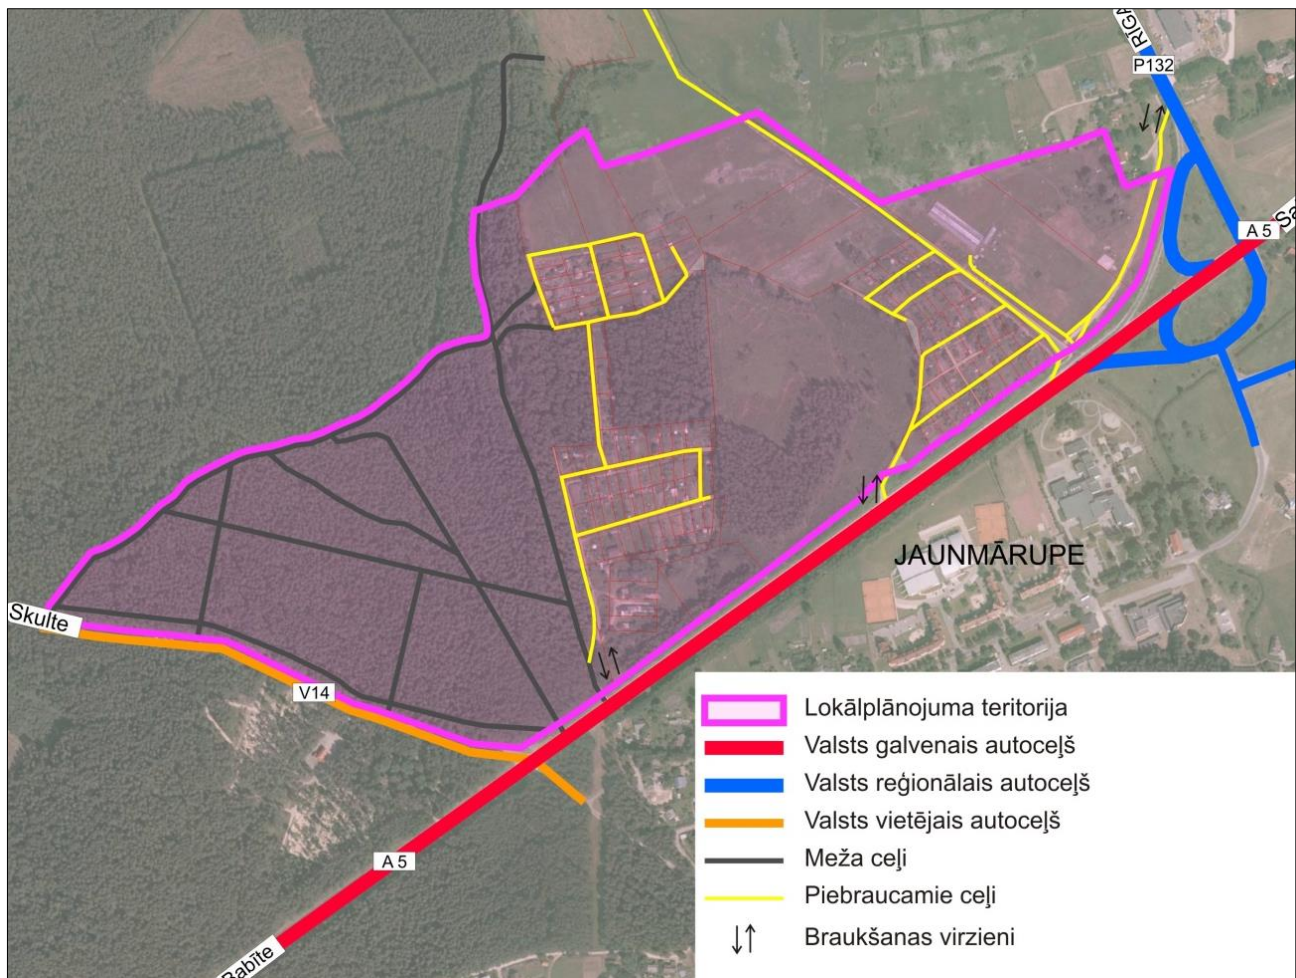 RĪGA
P132
A 5
Sa
JAUNMĀRUPE
Skulte
V14
A 5
Babīte
Lokālplānojuma teritorija
Valsts galvenais autoceļš
Valsts reģionālais autoceļš
Valsts vietējais autoceļš
Meža ceļi
Piebraucamie ceļi
Braukšanas virzieni